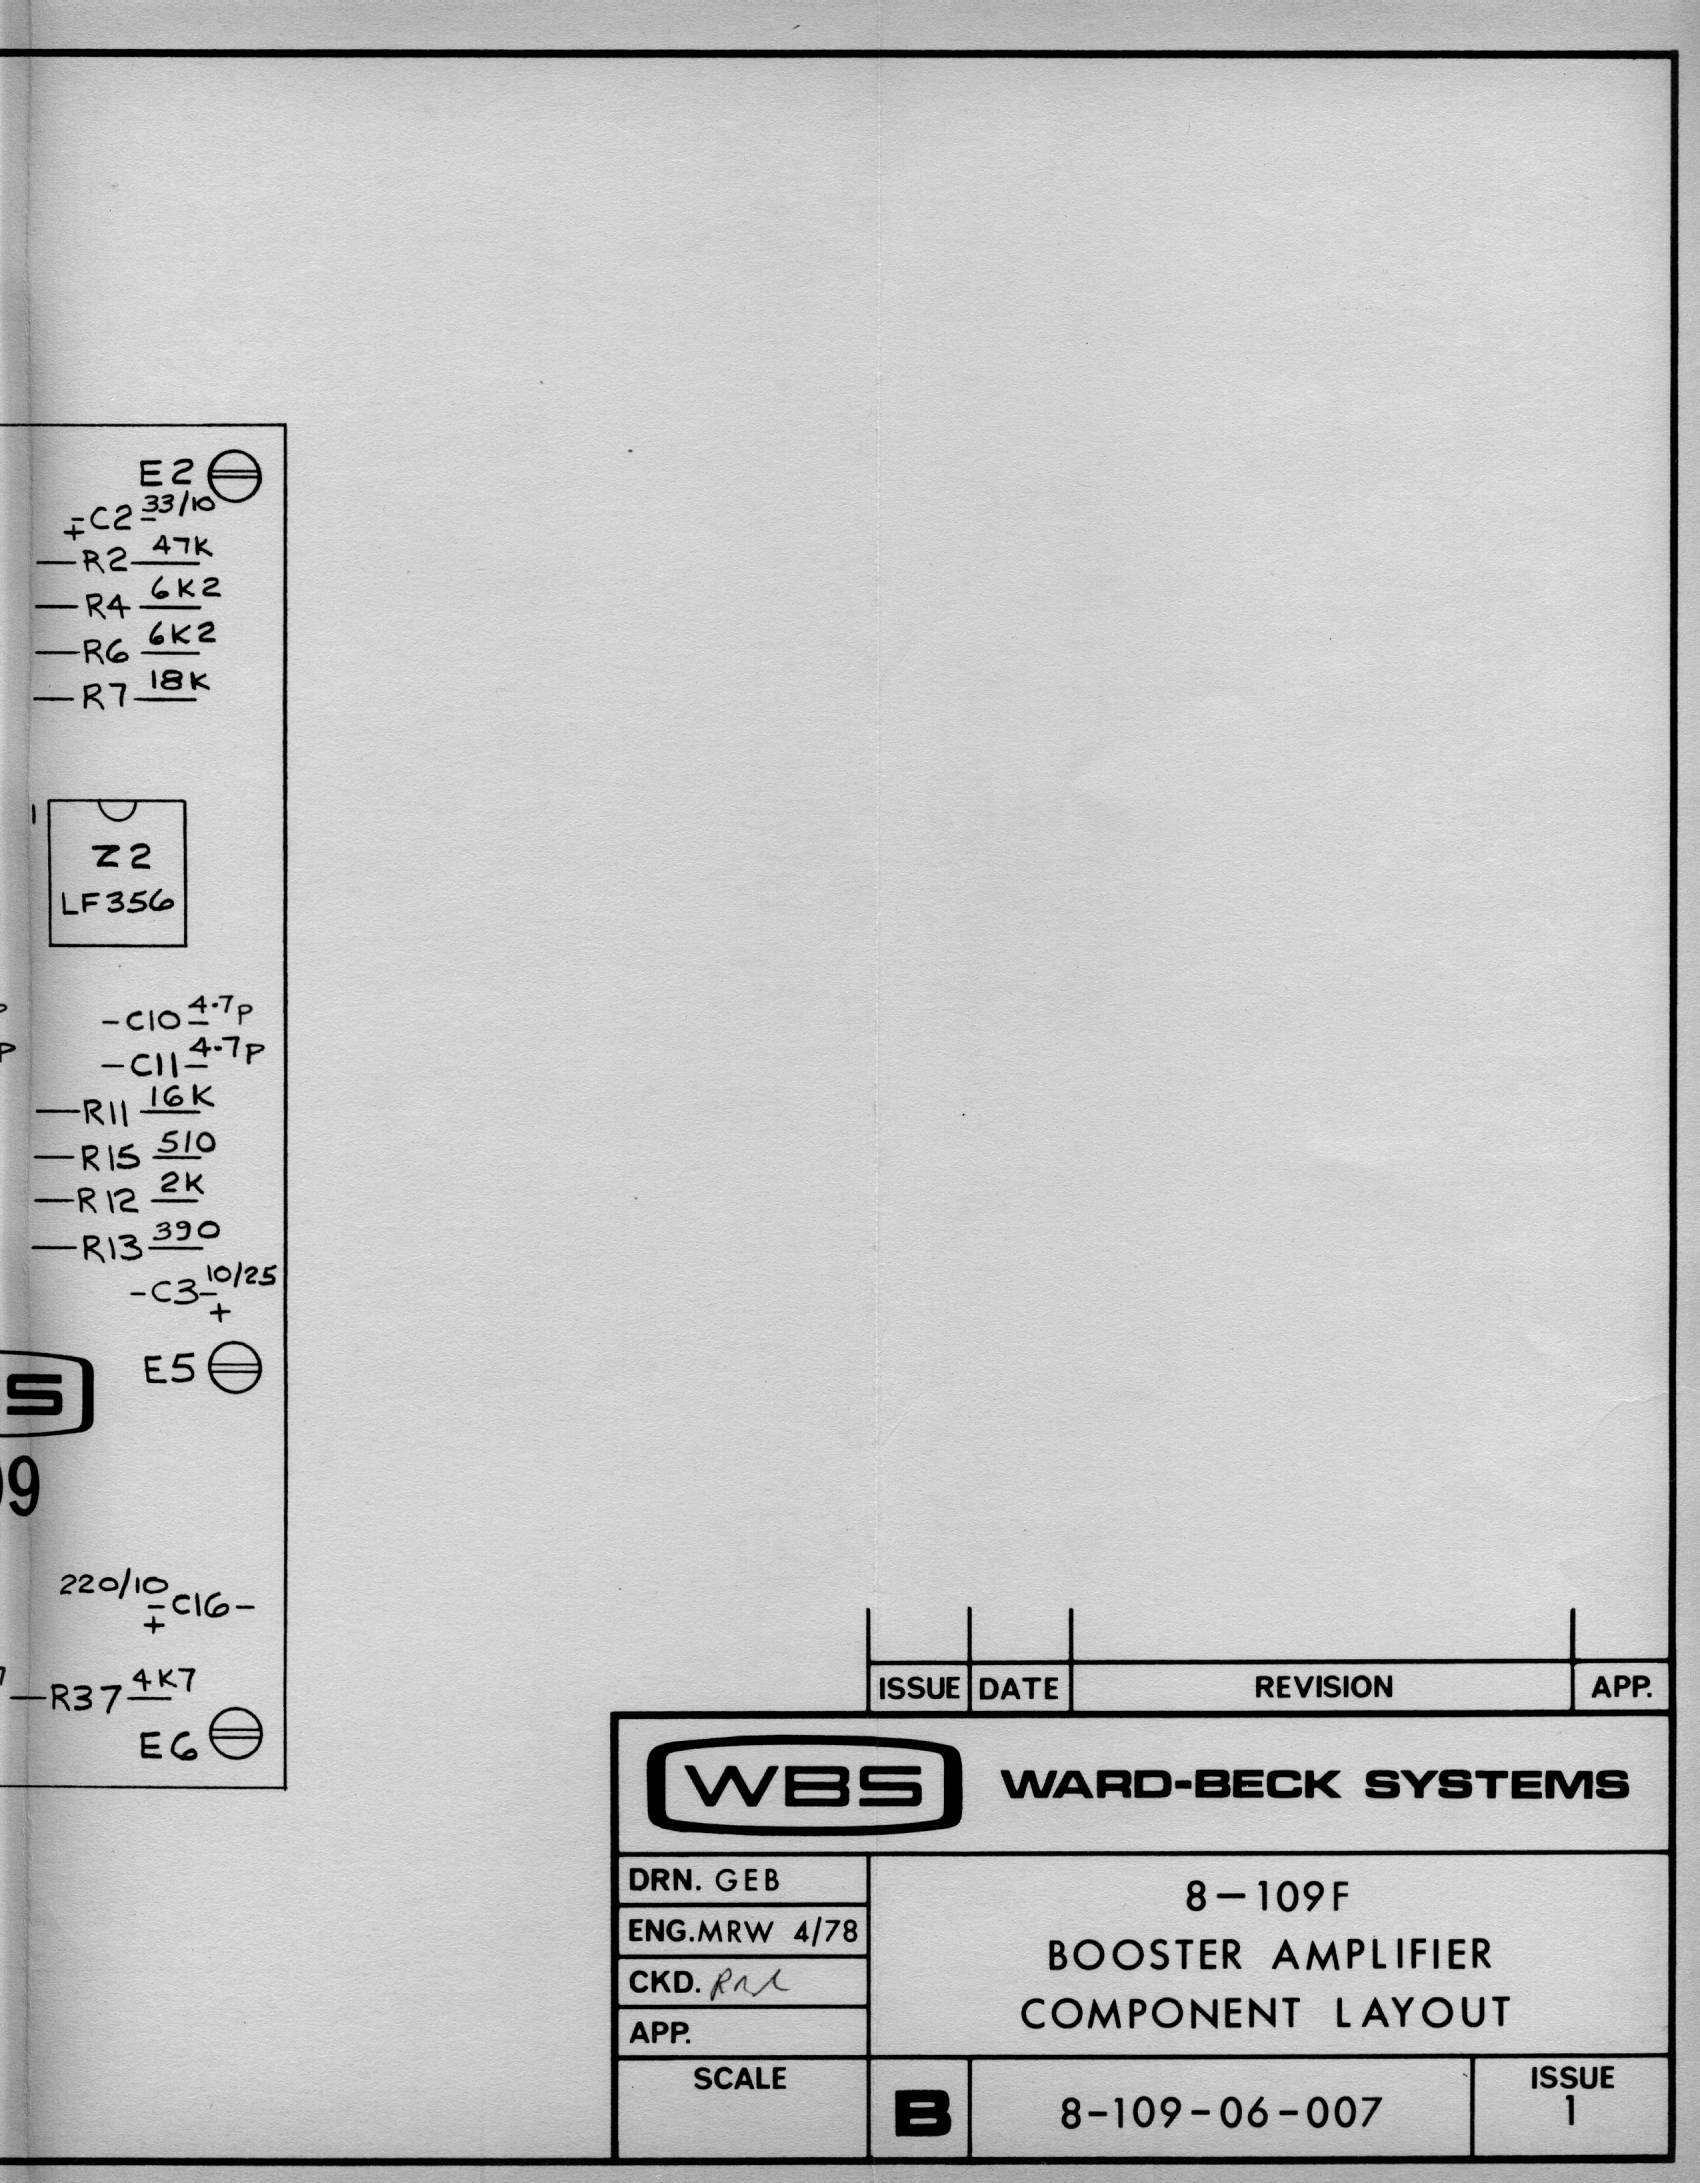 E2
+ - C2 - 33/10
R2 47K
R4 6K2
R6 6K2
R7 18K
1
Z2
LF356
P
-C10- 4.7P
P
-C11- 4.7P
R11 16K
R15 510
R12 2K
R13 390
-C3- 10/25
+
E5
S
09
220/10
-C16-
+
R37 4K7
E6
ISSUE DATE REVISION APP.
WBS WARD-BECK SYSTEMS
DRN. GEB
ENG. MRW 4/78
CKD.
APP.
SCALE
8-109F
BOOSTER AMPLIFIER
COMPONENT LAYOUT
B
8-109-06-007
ISSUE
1